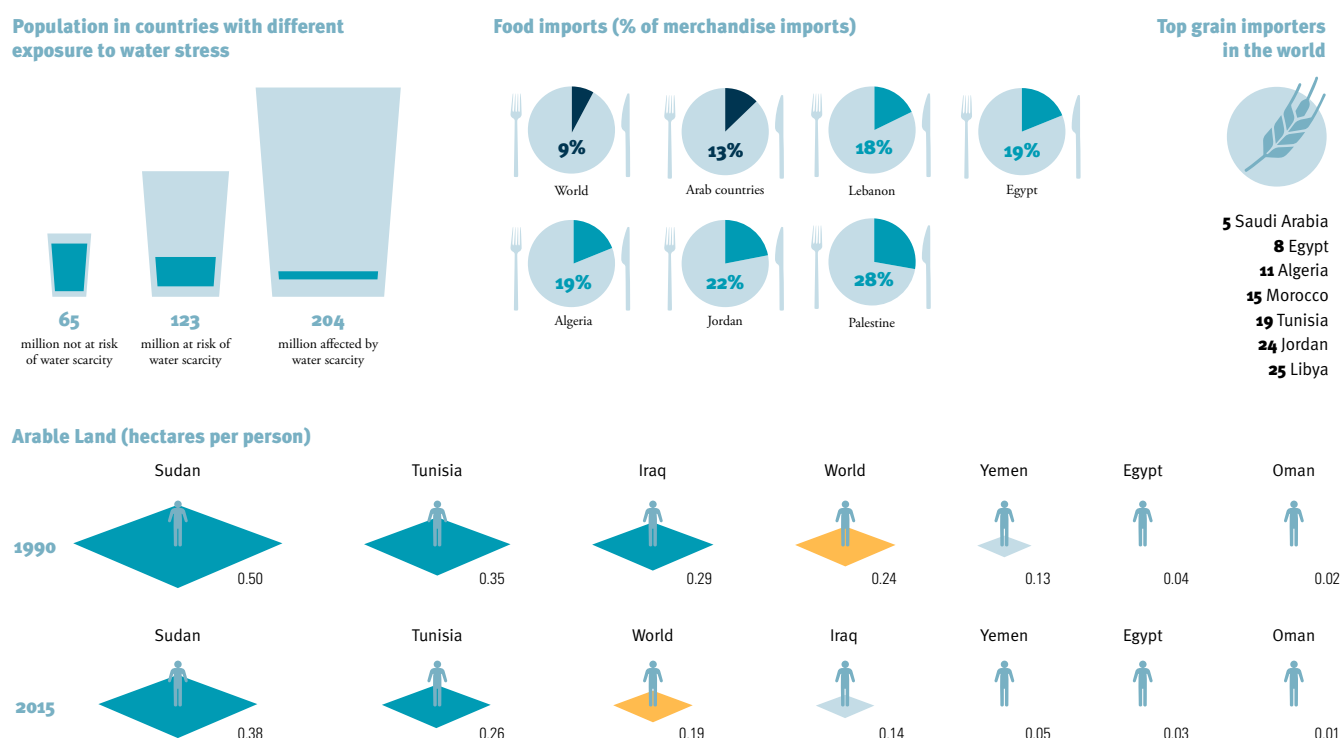 Population in countries with different
exposure to water stress
65
million not at risk
of water scarcity
123
million at risk of
water scarcity
204
million affected by
water scarcity
Food imports (% of merchandise imports)
9%
World
13%
Arab countries
18%
Lebanon
19%
Egypt
19%
Algeria
22%
Jordan
28%
Palestine
Top grain importers
in the world
5 Saudi Arabia
8 Egypt
11 Algeria
15 Morocco
19 Tunisia
24 Jordan
25 Libya
Arable Land (hectares per person)
Sudan Tunisia Iraq World Yemen Egypt Oman
1990
0.50 0.35 0.29 0.24 0.13 0.04 0.02
Sudan Tunisia World Iraq Yemen Egypt Oman
2015
0.38 0.26 0.19 0.14 0.05 0.03 0.01